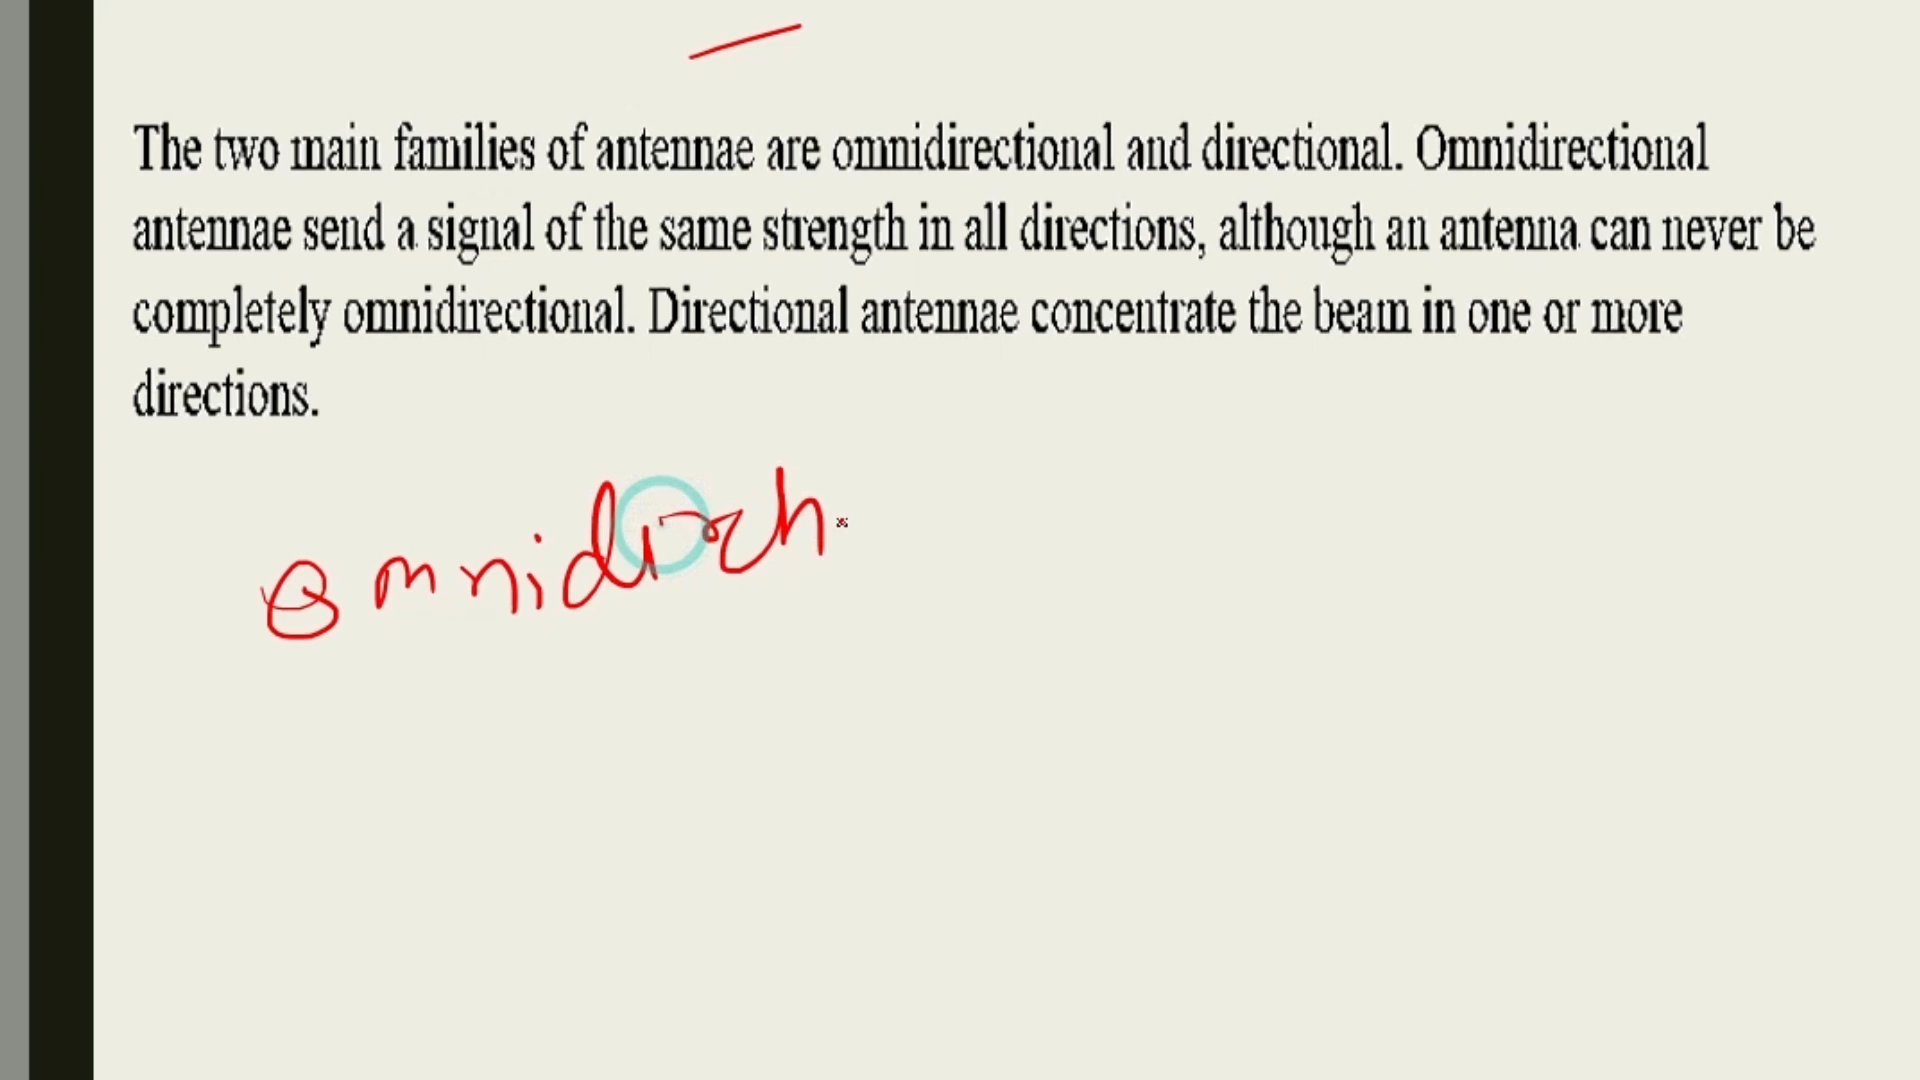 The two main families of antennae are omnidirectional and directional. Omnidirectional
antennae send a signal of the same strength in all directions, although an antenna can never be
completely omnidirectional. Directional antennae concentrate the beam in one or more
directions.